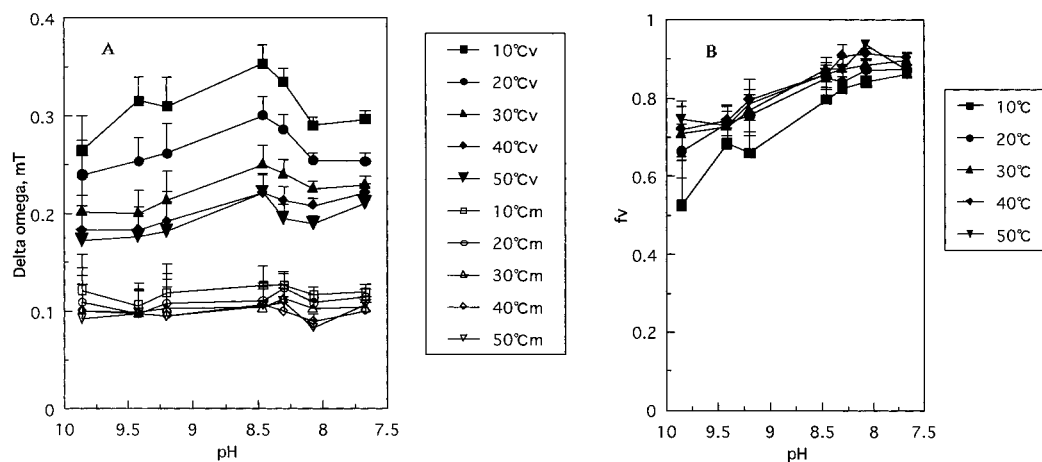 A
Delta omega, mT
0.4
0.3
0.2
0.1
0
10
9.5
9
8.5
8
7.5
pH
10℃v
20℃v
30℃v
40℃v
50℃v
10℃m
20℃m
30℃m
40℃m
50℃m
B
fv
1
0.8
0.6
0.4
0.2
0
10
9.5
9
8.5
8
7.5
pH
10℃
20℃
30℃
40℃
50℃